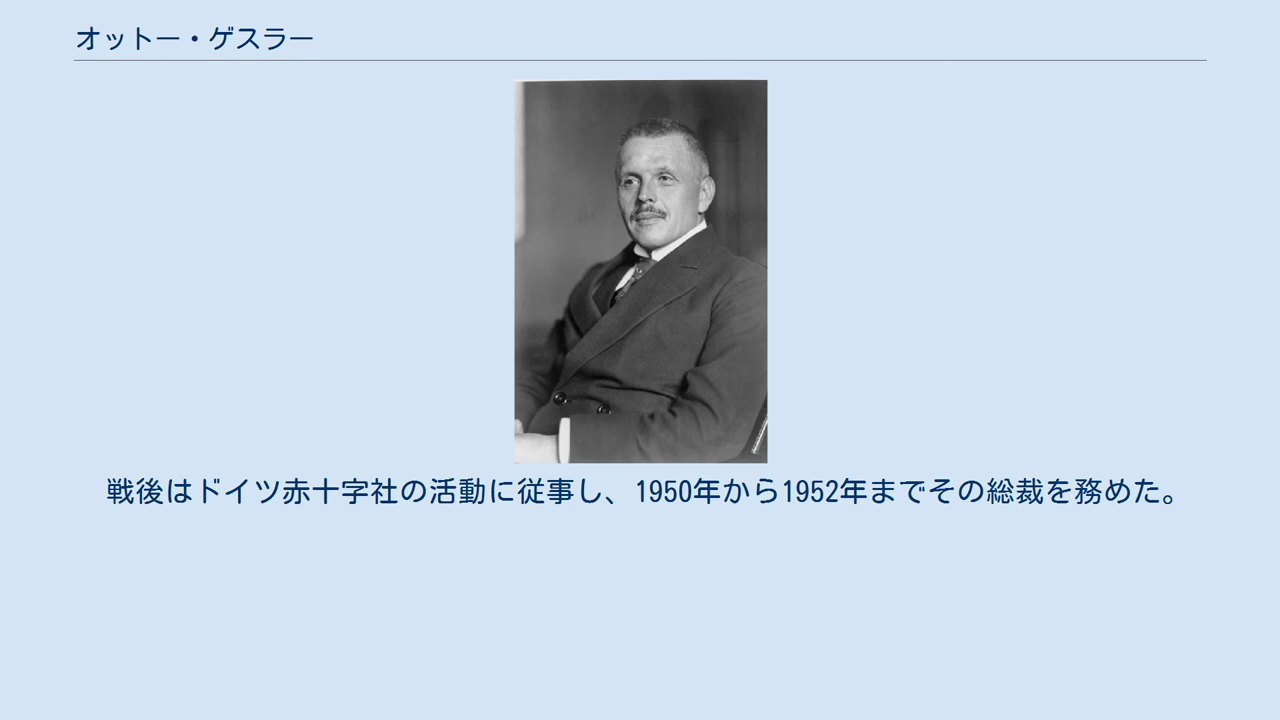 オットー・ゲスラー
戦後はドイツ赤十字社の活動に従事し、1950年から1952年までその総裁を務めた。